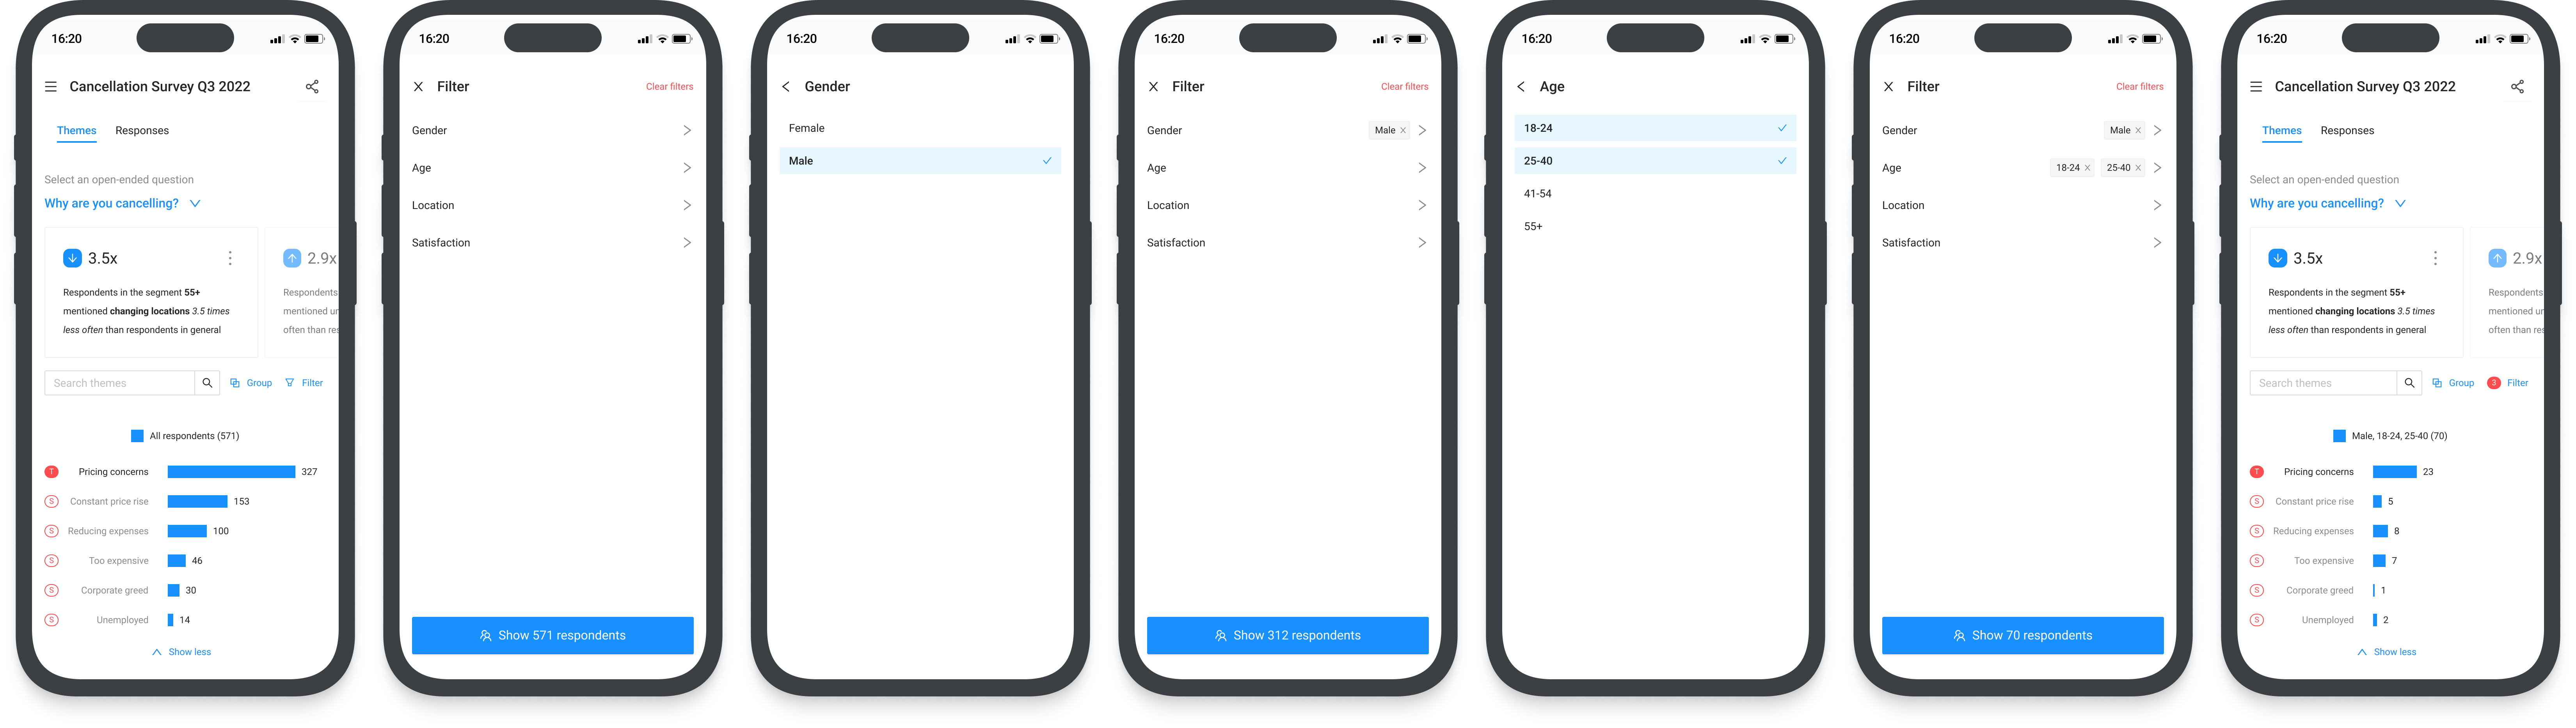 16:20
Cancellation Survey Q3 2022
Themes Responses
Select an open-ended question
Why are you cancelling?
3.5x
Respondents in the segment 55+
mentioned changing locations 3.5 times
less often than respondents in general
2.9x
Respondents
mentioned un
often than res
Search themes Group Filter
All respondents (571)
T Pricing concerns 327
S Constant price rise 153
S Reducing expenses 100
S Too expensive 46
S Corporate greed 30
S Unemployed 14
Show less
16:20
Filter Clear filters
Gender
Age
Location
Satisfaction
Show 571 respondents
16:20
Gender
Female
Male
16:20
Filter Clear filters
Gender Male
Age
Location
Satisfaction
Show 312 respondents
16:20
Age
18-24
25-40
41-54
55+
16:20
Filter Clear filters
Gender Male
Age 18-24 25-40
Location
Satisfaction
Show 70 respondents
16:20
Cancellation Survey Q3 2022
Themes Responses
Select an open-ended question
Why are you cancelling?
3.5x
Respondents in the segment 55+
mentioned changing locations 3.5 times
less often than respondents in general
2.9x
Respondents
mentioned un
often than res
Search themes Group 3 Filter
Male, 18-24, 25-40 (70)
T Pricing concerns 23
S Constant price rise 5
S Reducing expenses 8
S Too expensive 7
S Corporate greed 1
S Unemployed 2
Show less